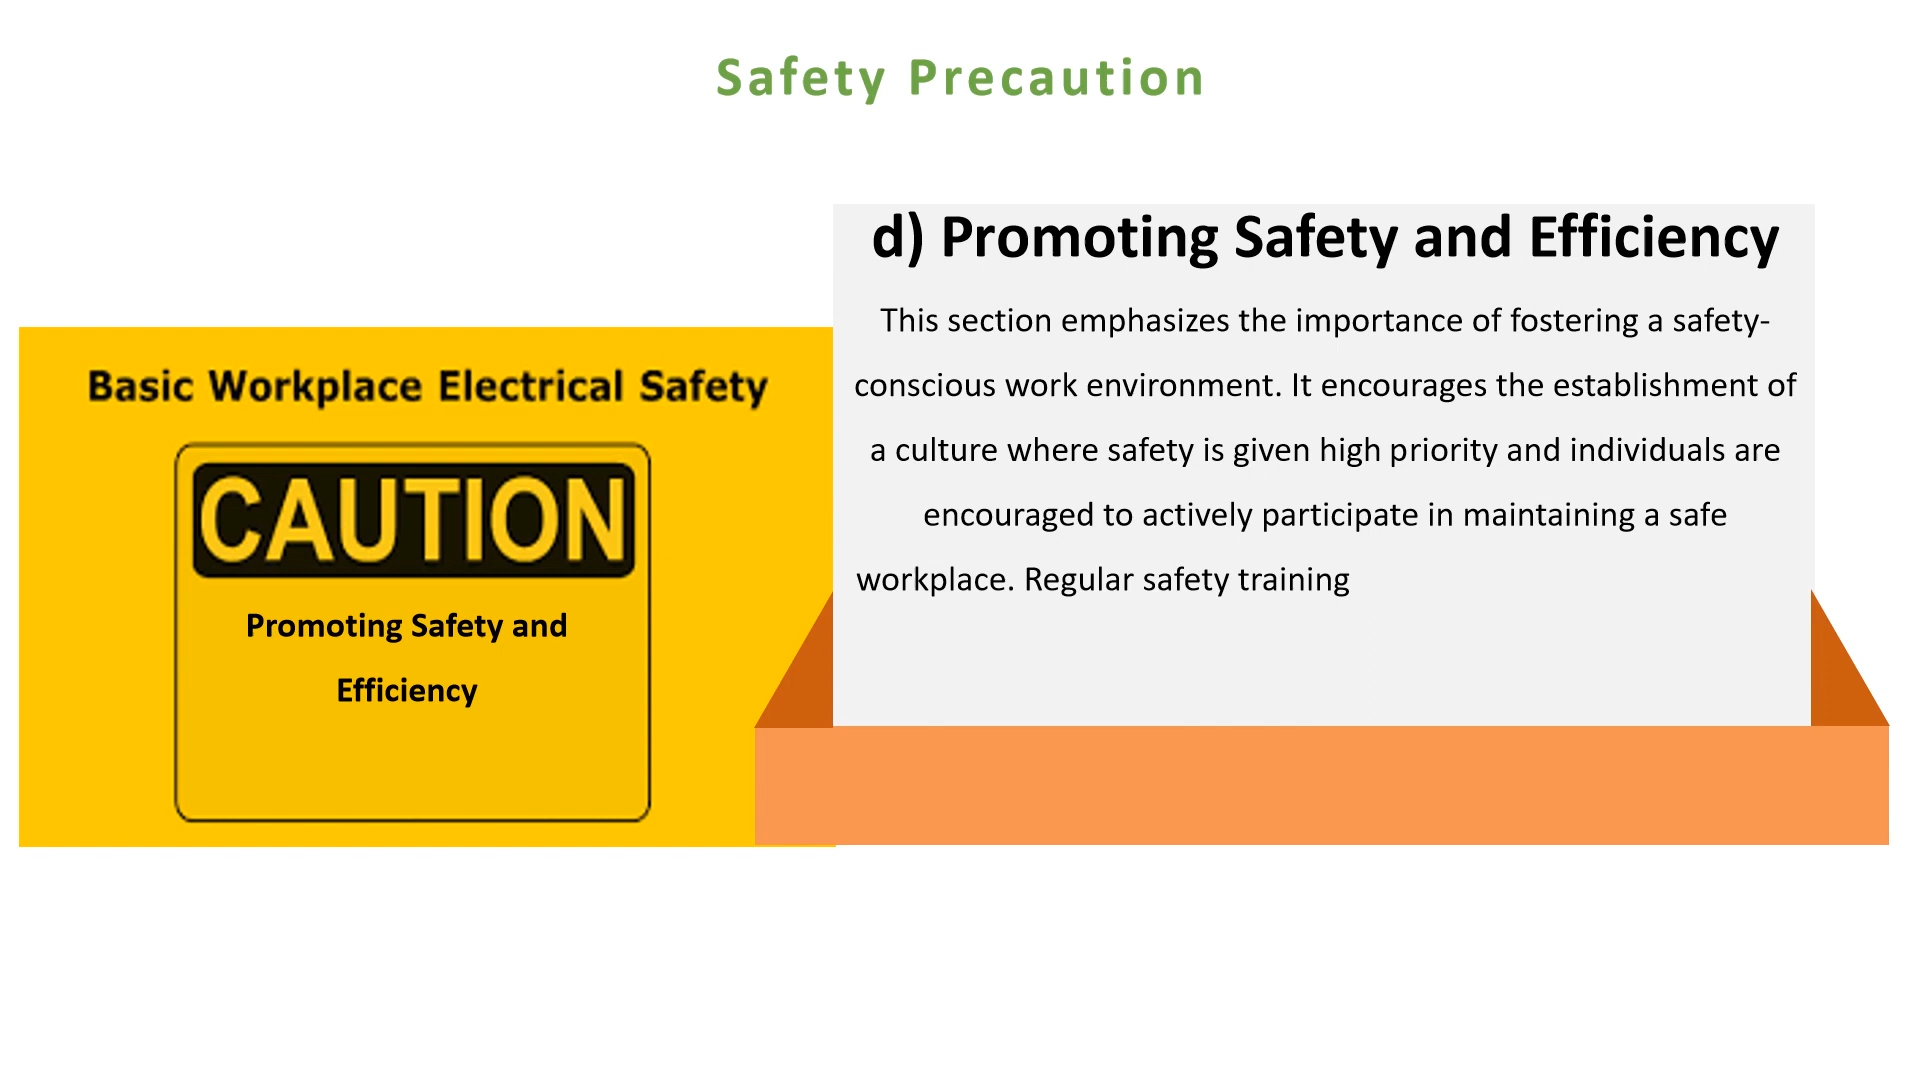 Safety Precaution
Basic Workplace Electrical Safety
CAUTION
Promoting Safety and
Efficiency
d) Promoting Safety and Efficiency
This section emphasizes the importance of fostering a safety-
conscious work environment. It encourages the establishment of
a culture where safety is given high priority and individuals are
encouraged to actively participate in maintaining a safe
workplace. Regular safety training